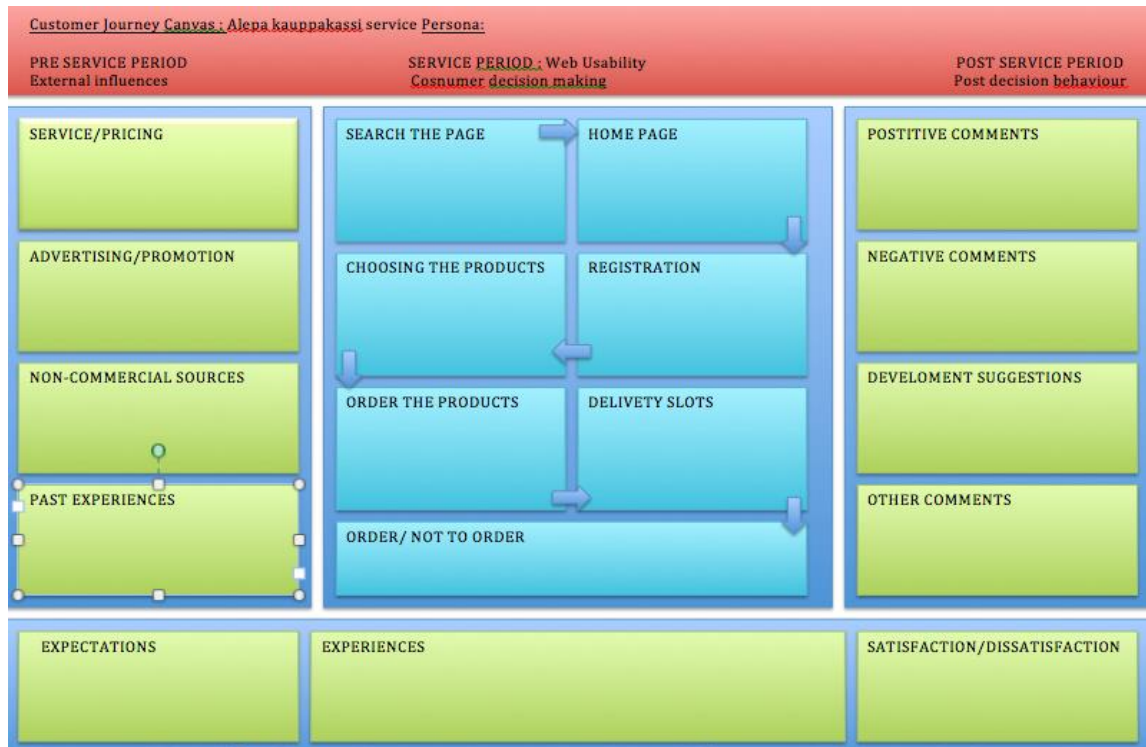 Customer Journey Canvas : Alepa kauppakassi service Persona:
PRE SERVICE PERIOD
External influences
SERVICE PERIOD : Web Usability
Cosnumer decision making
POST SERVICE PERIOD
Post decision behaviour
SERVICE/PRICING
ADVERTISING/PROMOTION
NON-COMMERCIAL SOURCES
PAST EXPERIENCES
SEARCH THE PAGE
HOME PAGE
CHOOSING THE PRODUCTS
REGISTRATION
ORDER THE PRODUCTS
DELIVETY SLOTS
ORDER/ NOT TO ORDER
POSTITIVE COMMENTS
NEGATIVE COMMENTS
DEVELOMENT SUGGESTIONS
OTHER COMMENTS
EXPECTATIONS
EXPERIENCES
SATISFACTION/DISSATISFACTION